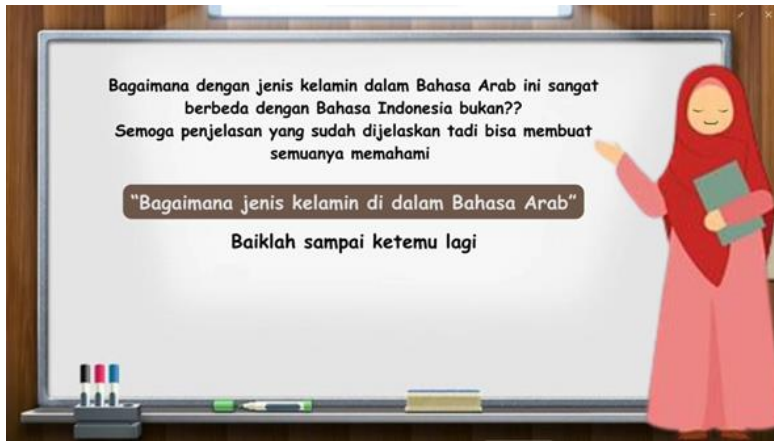 Bagaimana dengan jenis kelamin dalam Bahasa Arab ini sangat
berbeda dengan Bahasa Indonesia bukan??
Semoga penjelasan yang sudah dijelaskan tadi bisa membuat
semuanya memahami
“Bagaimana jenis kelamin di dalam Bahasa Arab”
Baiklah sampai ketemu lagi